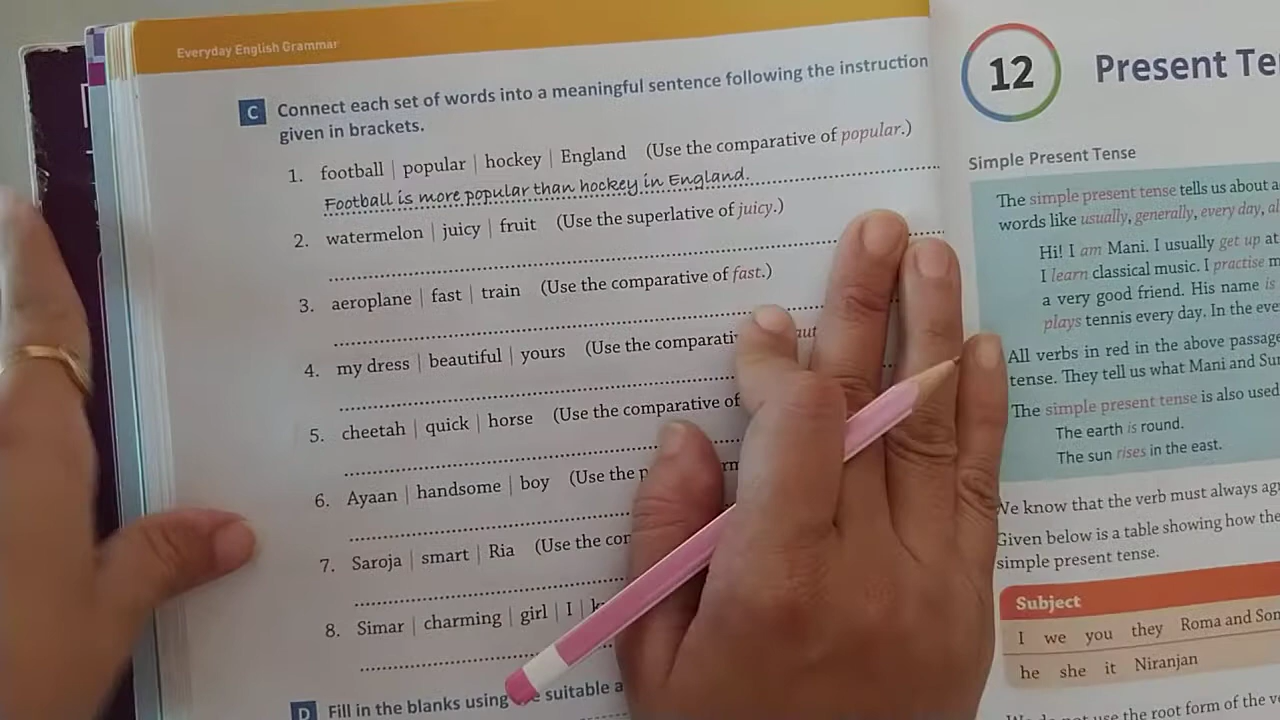 Everyday English Grammar
C Connect each set of words into a meaningful sentence following the instruction
given in brackets.
1. football | popular | hockey | England (Use the comparative of popular.)
Football is more popular than hockey in England.
2. watermelon | juicy | fruit (Use the superlative of juicy.)
3. aeroplane | fast | train (Use the comparative of fast.)
4. my dress | beautiful | yours (Use the
5. cheetah | quick | horse (Use the comparative of
6. Ayaan | handsome | boy (Use the
7. Saroja | smart | Ria (Use the
8. Simar | charming | girl | I
D Fill in the blanks using suitable
12 Present
Simple Present Tense
The simple present tense tells us about
words like usually, generally, every day,
Hi! I am Mani. I usually get up at
I learn classical music. I practise
a very good friend. His name is
plays tennis every day. In the
All verbs in red in the above passage
tense. They tell us what Mani and
The simple present tense is also used
The earth is round.
The sun rises in the east.
We know that the verb must always
Given below is a table showing how the
simple present tense.
Subject
I we you they Roma and
he she it Niranjan
not use the root form of the